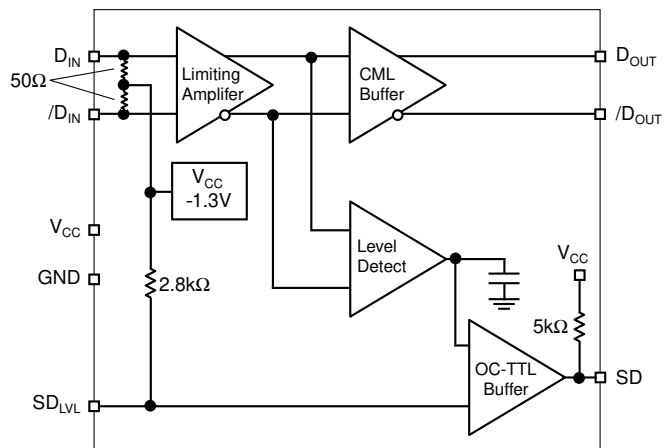 D_IN
50Ω
/D_IN
Limiting
Amplifer
CML
Buffer
D_OUT
/D_OUT
V_CC
-1.3V
V_CC
GND
2.8kΩ
Level
Detect
V_CC
5kΩ
OC-TTL
Buffer
SD
SD_LVL